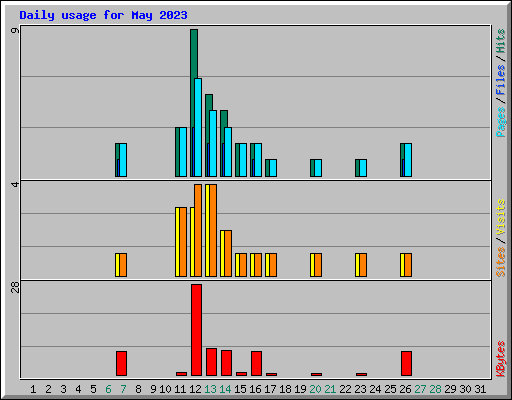 Daily usage for May 2023
9
Pages / Files / Hits
4
Sites / Visits
28
KBytes
1 2 3 4 5 6 7 8 9 10 11 12 13 14 15 16 17 18 19 20 21 22 23 24 25 26 27 28 29 30 31